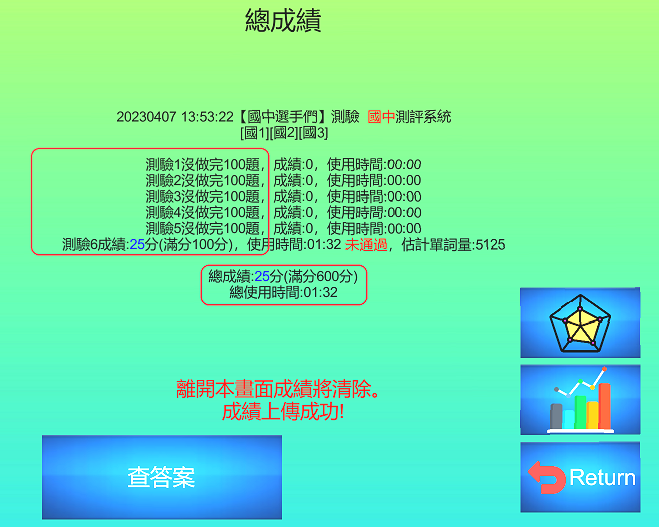 總成績
20230407 13:53:22【國中選手們】測驗 國中測評系統
[國1][國2][國3]
測驗1沒做完100題，成績:0，使用時間:00:00
測驗2沒做完100題，成績:0，使用時間:00:00
測驗3沒做完100題，成績:0，使用時間:00:00
測驗4沒做完100題，成績:0，使用時間:00:00
測驗5沒做完100題，成績:0，使用時間:00:00
測驗6成績:25分(滿分100分)，使用時間:01:32 未通過，估計單詞量:5125
總成績:25分(滿分600分)
總使用時間:01:32
離開本畫面成績將清除。
成績上傳成功!
查答案
Return